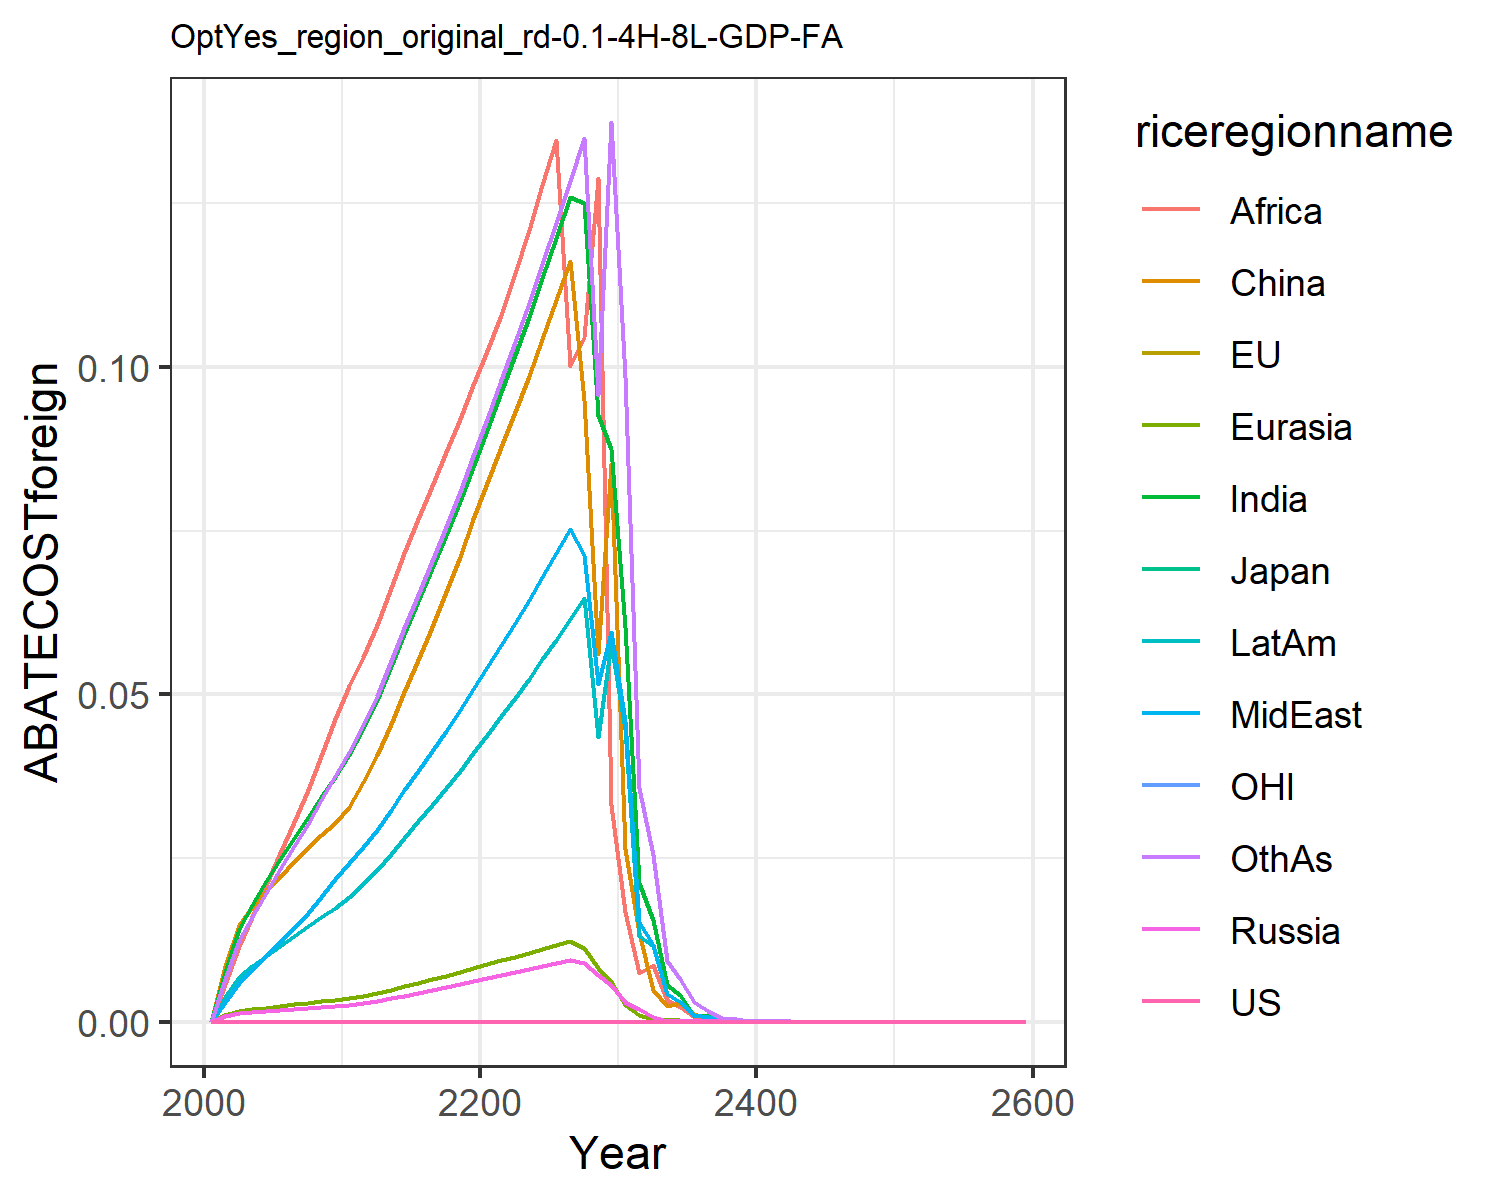 OptYes_region_original_rd-0.1-4H-8L-GDP-FA
ABATECOSTforeign
0.10
0.05
0.00
2000
2200
2400
2600
Year
riceregionname
Africa
China
EU
Eurasia
India
Japan
LatAm
MidEast
OHI
OthAs
Russia
US